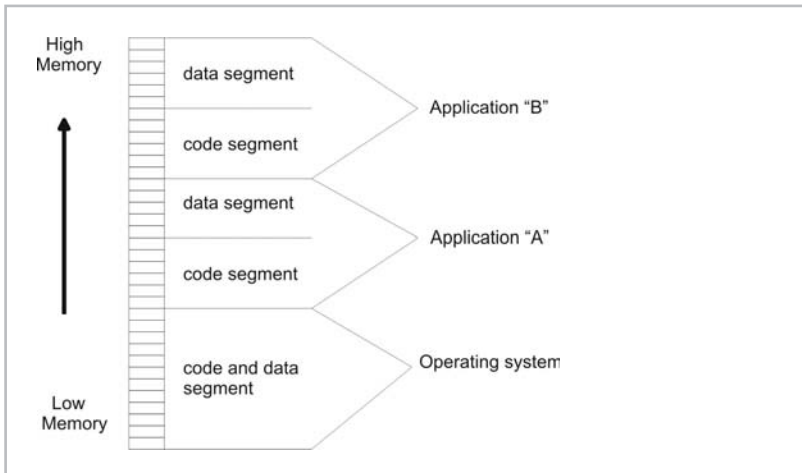 High
Memory
data segment
Application “B”
code segment
data segment
Application “A”
code segment
Operating system
code and data
segment
Low
Memory